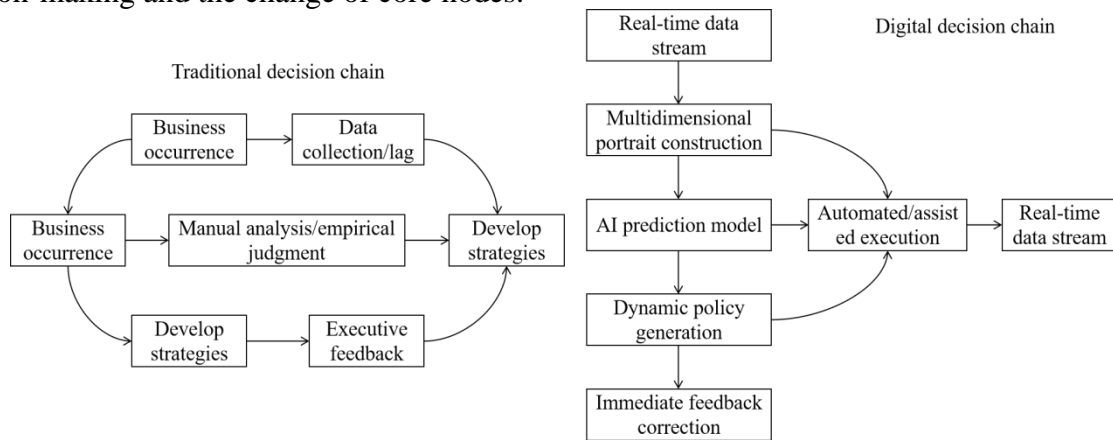 on-making and the change of core nodes.
Traditional decision chain
Business
occurrence
Data
collection/lag
Business
occurrence
Manual analysis/empirical
judgment
Develop
strategies
Develop
strategies
Executive
feedback
Digital decision chain
Real-time data
stream
Multidimensional
portrait construction
AI prediction model
Automated/assist
ed execution
Real-time
data stream
Dynamic policy
generation
Immediate feedback
correction